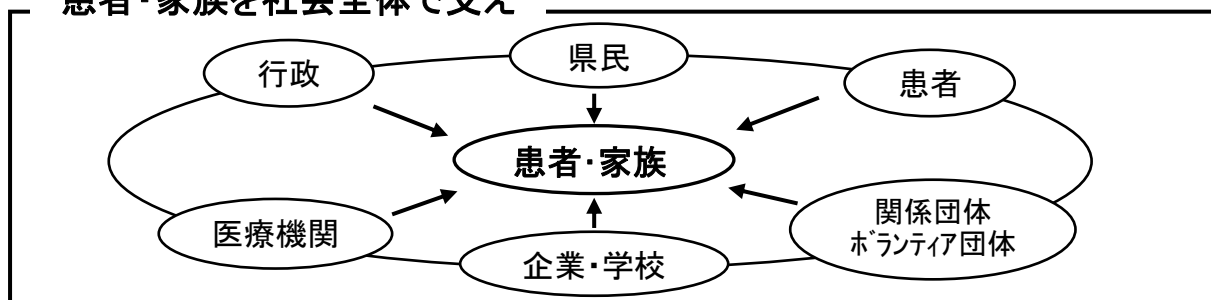 患者・家族を社会全体で支え
行政
県民
患者
患者・家族
医療機関
企業・学校
関係団体
ﾎﾞﾗﾝﾃｨｱ団体